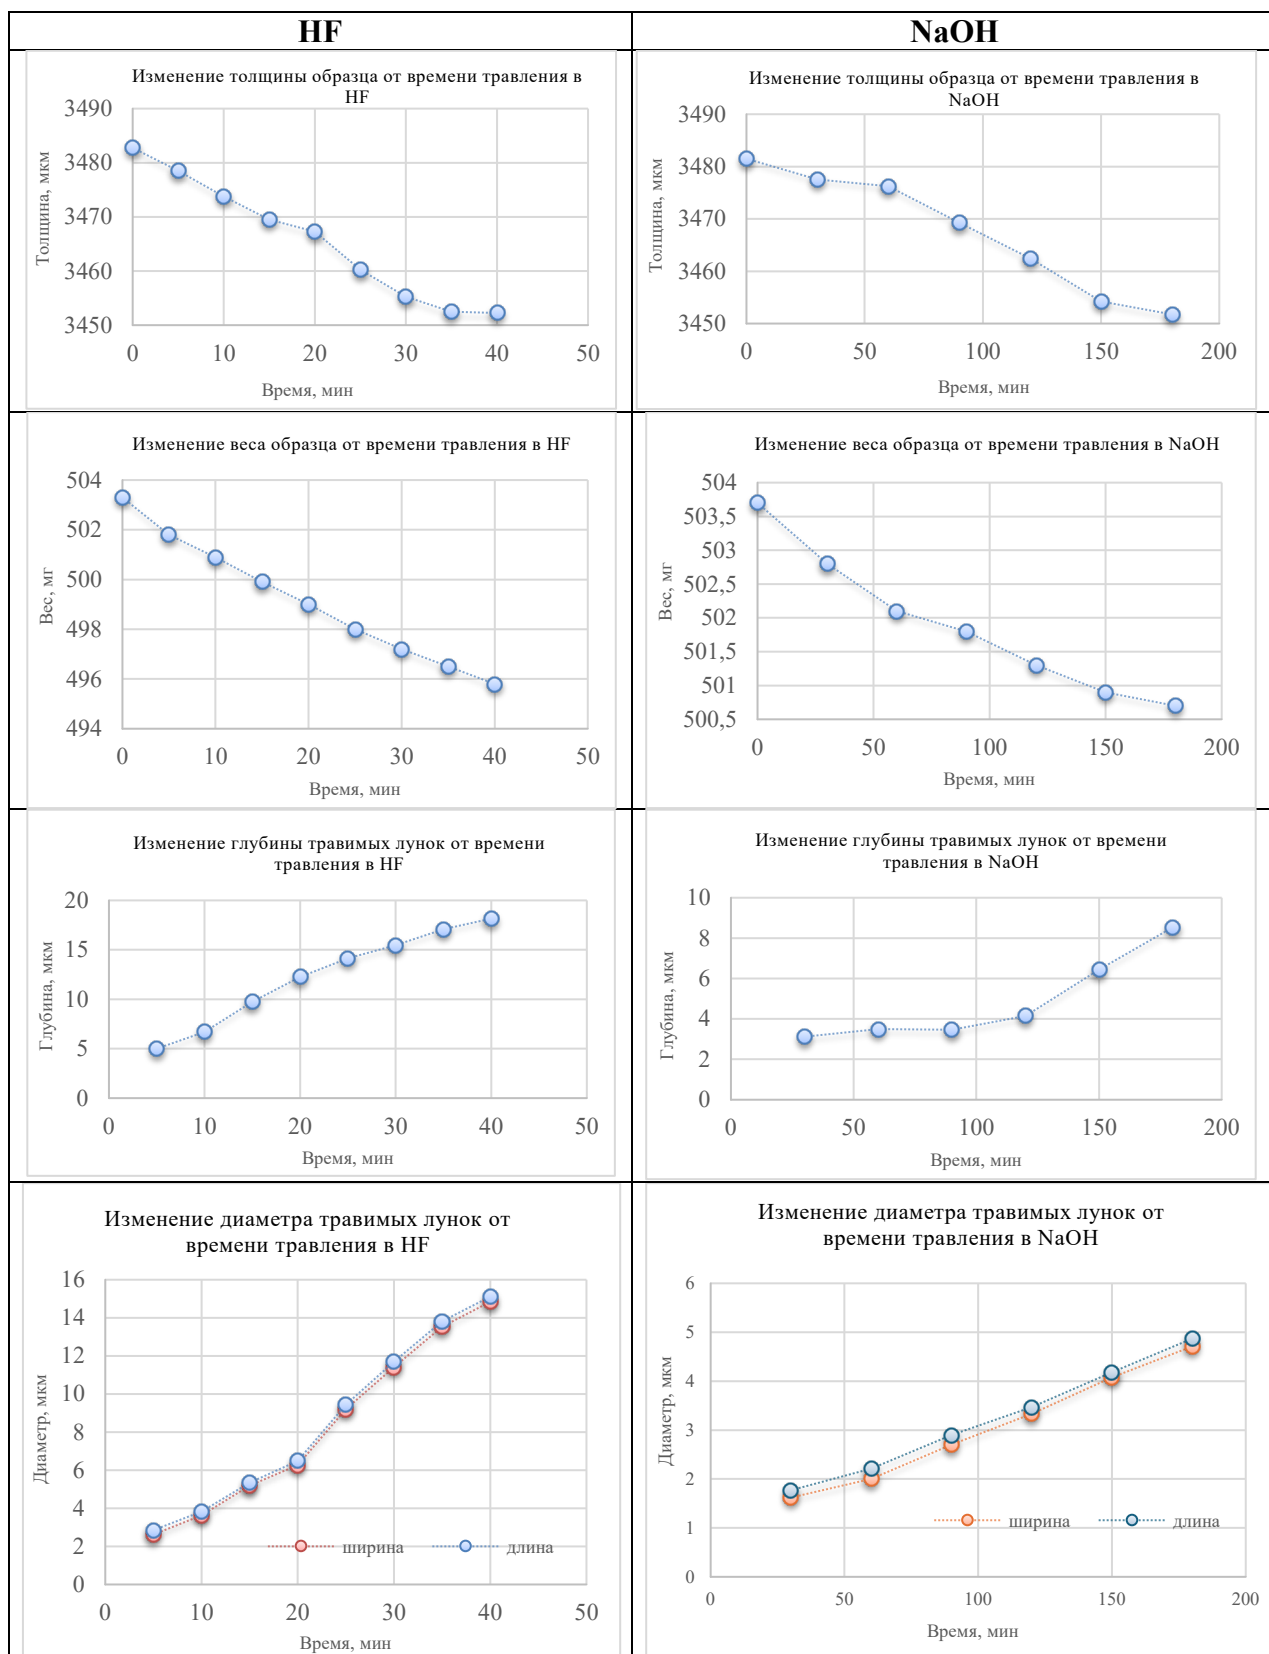 HF
NaOH
Изменение толщины образца от времени травления в
HF
3490
3480
3470
3460
3450
Толщина, мкм
0 10 20 30 40 50
Время, мин
Изменение толщины образца от времени травления в
NaOH
3490
3480
3470
3460
3450
Толщина, мкм
0 50 100 150 200
Время, мин
Изменение веса образца от времени травления в HF
504
502
500
498
496
494
Вес, мг
0 10 20 30 40 50
Время, мин
Изменение веса образца от времени травления в NaOH
504
503,5
503
502,5
502
501,5
501
500,5
Вес, мг
0 50 100 150 200
Время, мин
Изменение глубины травимых лунок от времени
травления в HF
20
15
10
5
0
Глубина, мкм
0 10 20 30 40 50
Время, мин
Изменение глубины травимых лунок от времени
травления в NaOH
10
8
6
4
2
0
Глубина, мкм
0 50 100 150 200
Время, мин
Изменение диаметра травимых лунок от
времени травления в HF
16
14
12
10
8
6
4
2
0
Диаметр, мкм
ширина длина
0 10 20 30 40 50
Время, мин
Изменение диаметра травимых лунок от
времени травления в NaOH
6
5
4
3
2
1
0
Диаметр, мкм
ширина длина
0 50 100 150 200
Время, мин